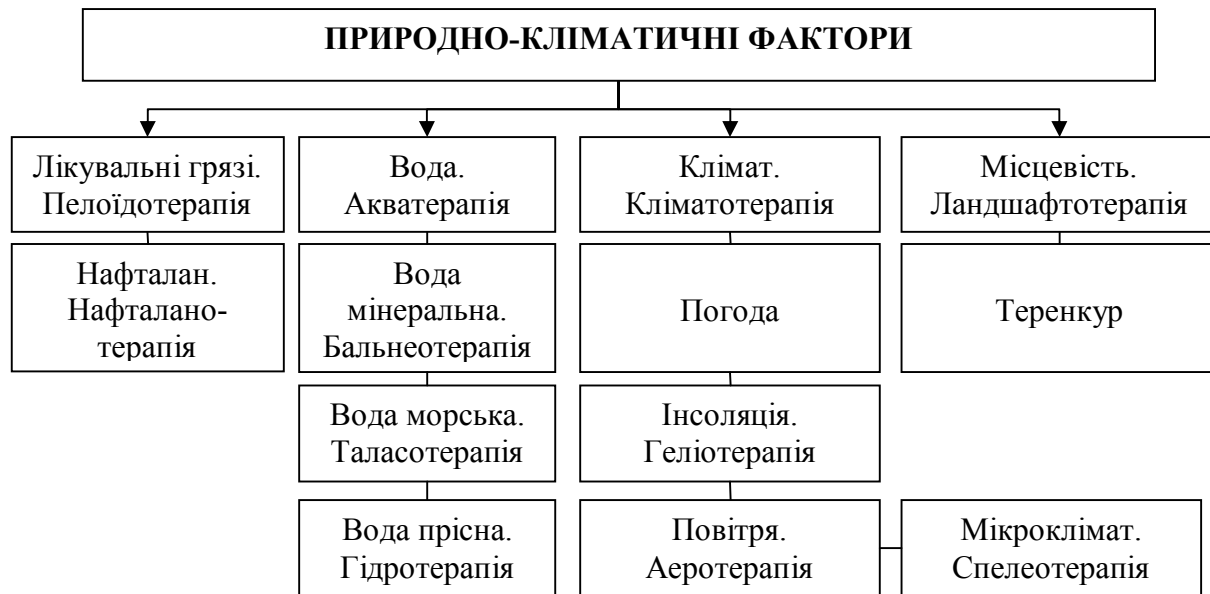 ПРИРОДНО-КЛІМАТИЧНІ ФАКТОРИ
Лікувальні грязі.
Пелоїдотерапія
Вода.
Акватерапія
Клімат.
Кліматотерапія
Місцевість.
Ландшафтотерапія
Нафталан.
Нафталано-
терапія
Вода
мінеральна.
Бальнеотерапія
Погода
Теренкур
Вода морська.
Таласотерапія
Інсоляція.
Геліотерапія
Вода прісна.
Гідротерапія
Повітря.
Аеротерапія
Мікроклімат.
Спелеотерапія